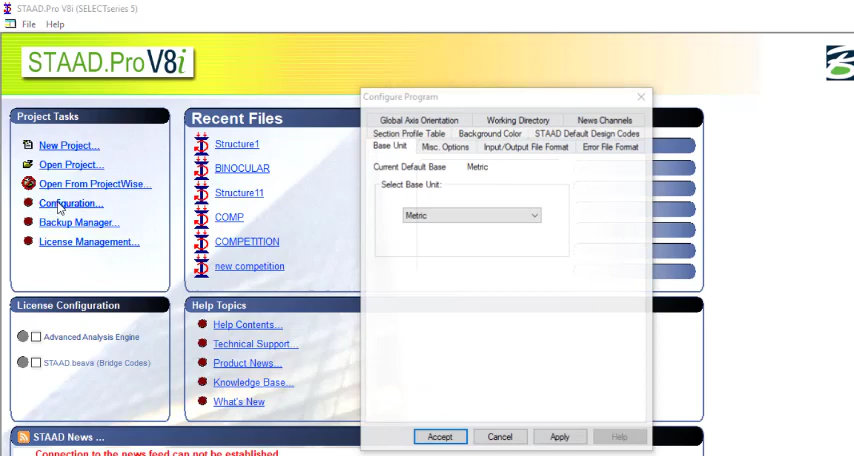 STAAD.Pro V8i (SELECTseries 5)
File Help
STAAD.ProV8i
Project Tasks
New Project...
Open Project...
Open From ProjectWise...
Configuration...
Backup Manager...
License Management...
Recent Files
Structure1
BINOCULAR
Structure11
COMP
COMPETITION
new competition
Configure Program
Global Axis Orientation Working Directory News Channels
Section Profile Table Background Color STAAD Default Design Codes
Base Unit Misc. Options Input/Output File Format Error File Format
Current Default Base Metric
Select Base Unit:
Metric
Accept Cancel Apply Help
License Configuration
Advanced Analysis Engine
STAAD.beava (Bridge Codes)
Help Topics
Help Contents...
Technical Support...
Product News...
Knowledge Base...
What's New
STAAD News ...
Connection to the news feed can not be established